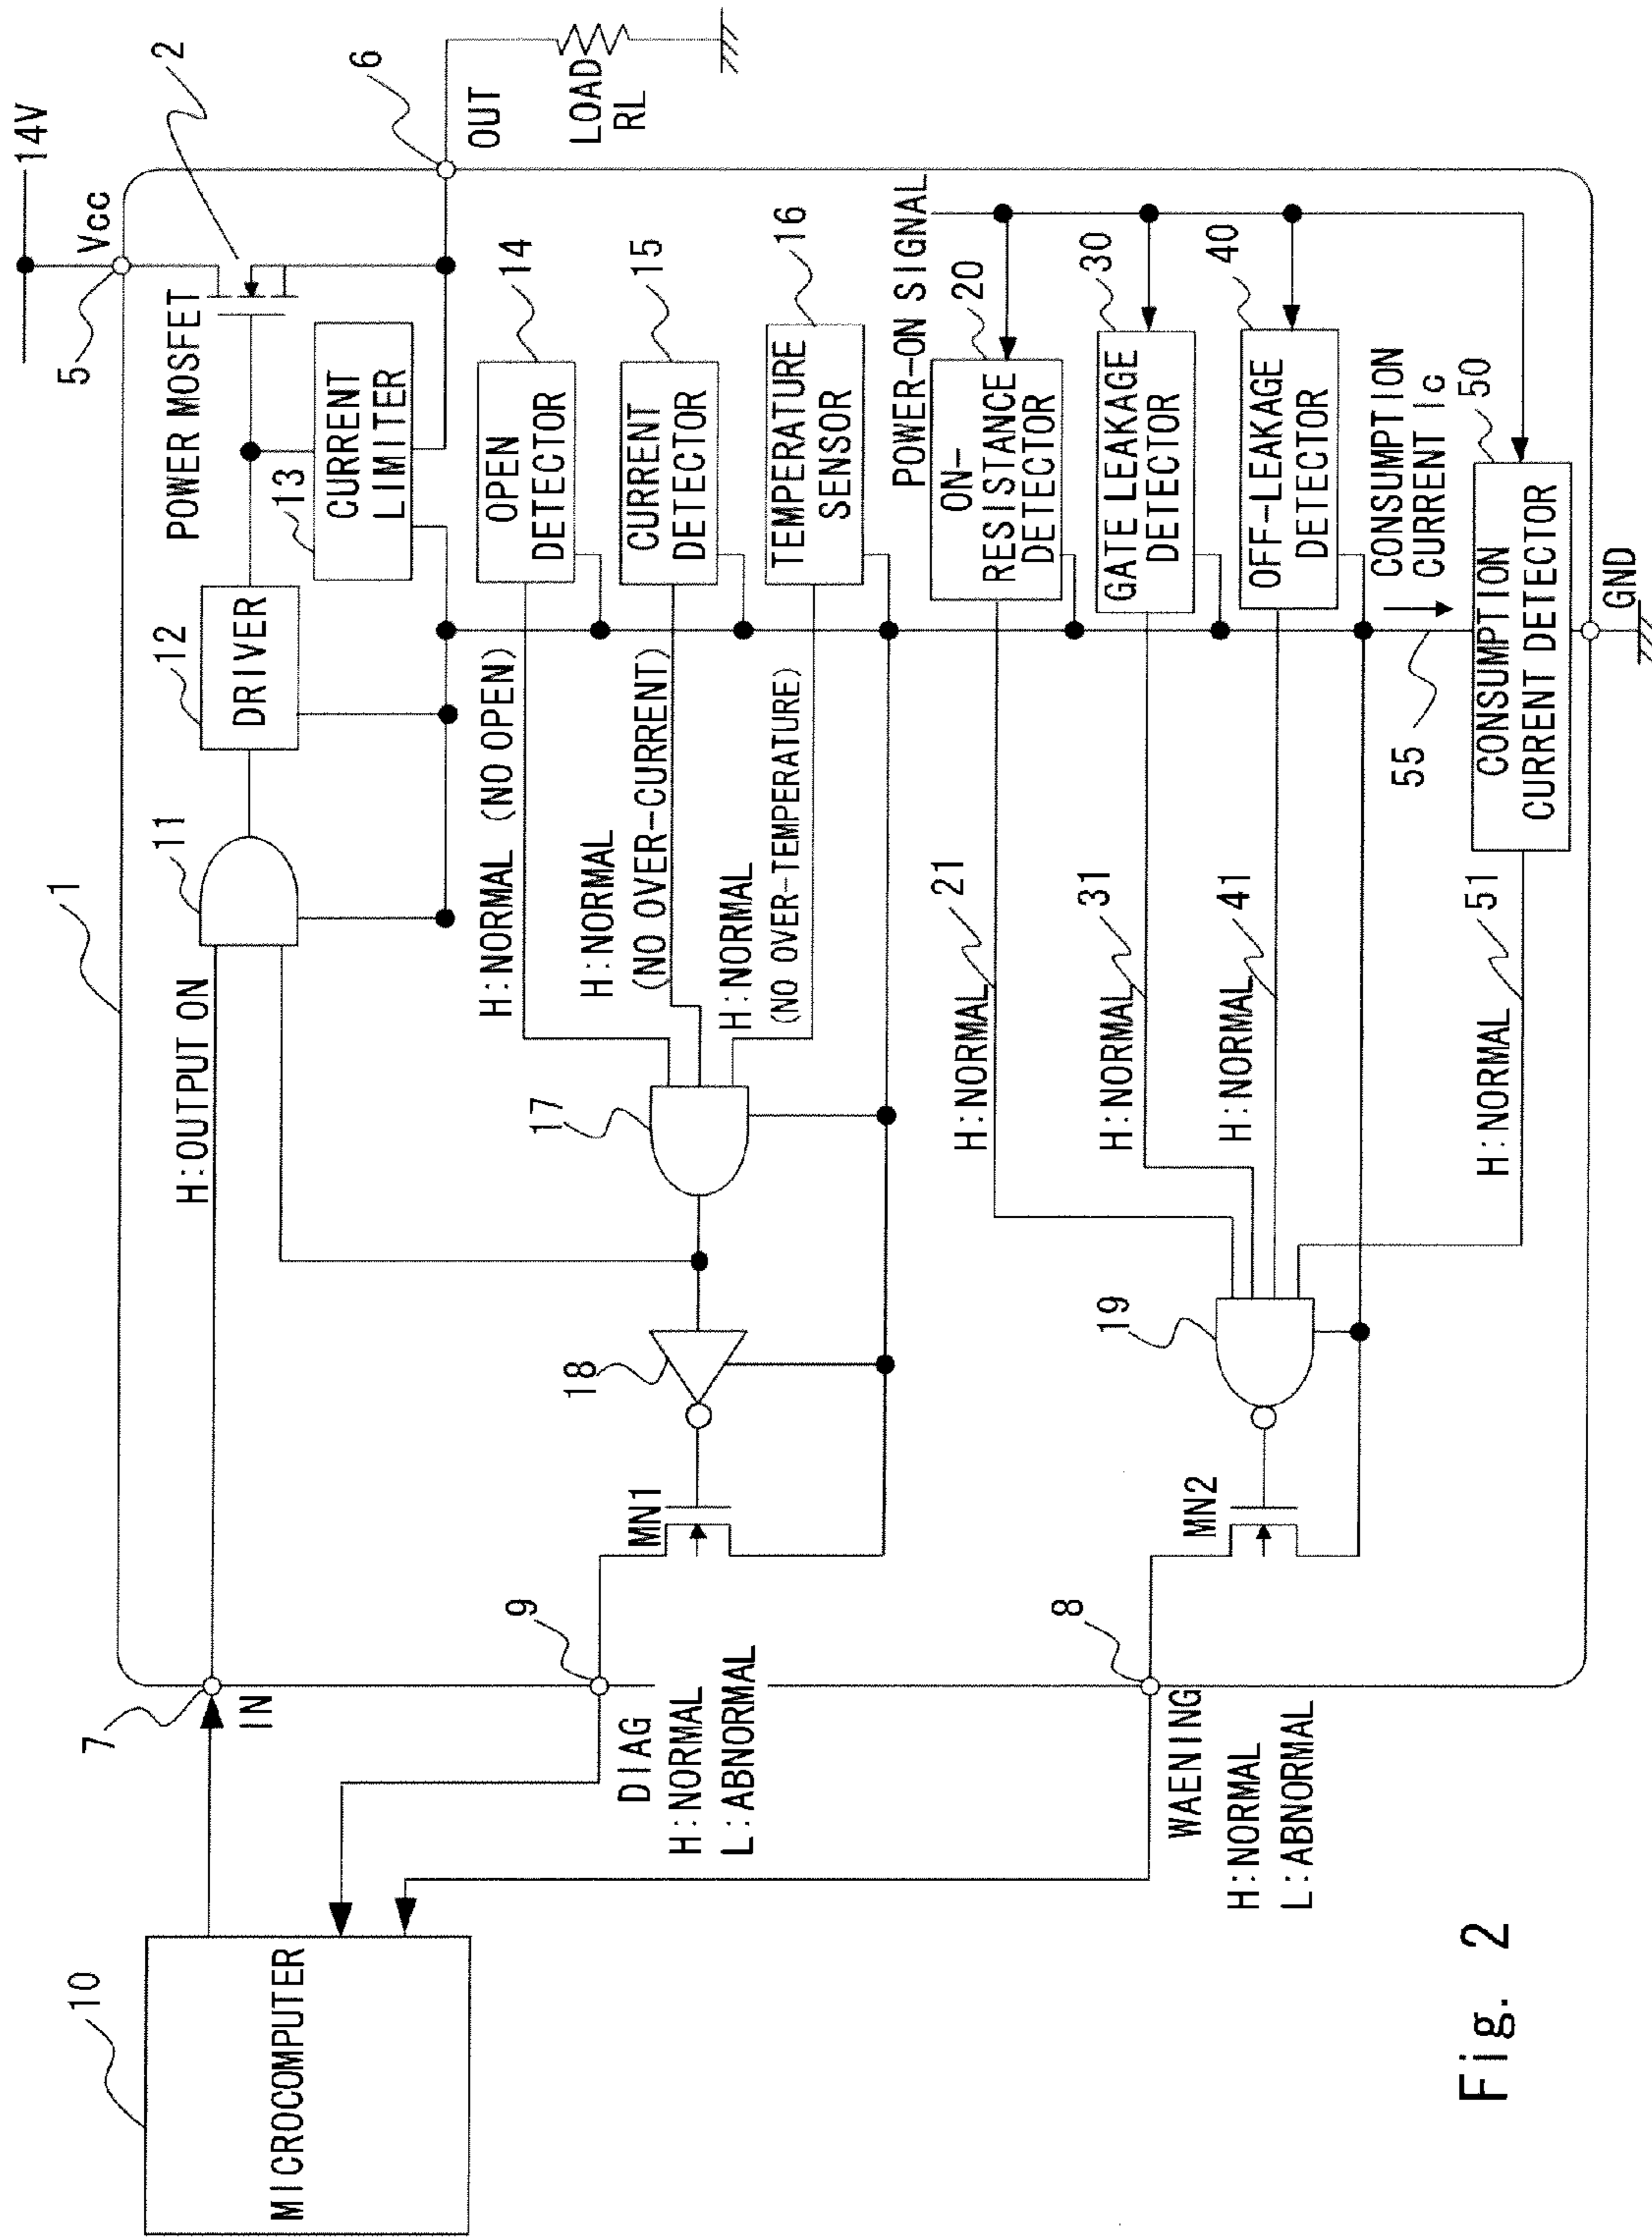 10
MICROCOMPUTER
7
IN
DIAG
H:NORMAL
L:ABNORMAL
9
WAENING
H:NORMAL
L:ABNORMAL
8
1
H:OUTPUT ON
11
12
DRIVER
13
CURRENT
LIMITER
POWER MOSFET
5
Vcc
14V
2
6
OUT
LOAD
RL
H:NORMAL (NO OPEN)
OPEN
DETECTOR
14
H:NORMAL
(NO OVER-CURRENT)
CURRENT
DETECTOR
15
H:NORMAL
(NO OVER-TEMPERATURE)
TEMPERATURE
SENSOR
16
17
18
MN1
POWER-ON SIGNAL
H:NORMAL
21
ON-
RESISTANCE
DETECTOR
20
H:NORMAL
31
GATE LEAKAGE
DETECTOR
30
H:NORMAL
41
OFF-LEAKAGE
DETECTOR
40
19
MN2
CONSUMPTION
CURRENT Ic
55
H:NORMAL
51
CONSUMPTION
CURRENT DETECTOR
50
GND
Fig. 2